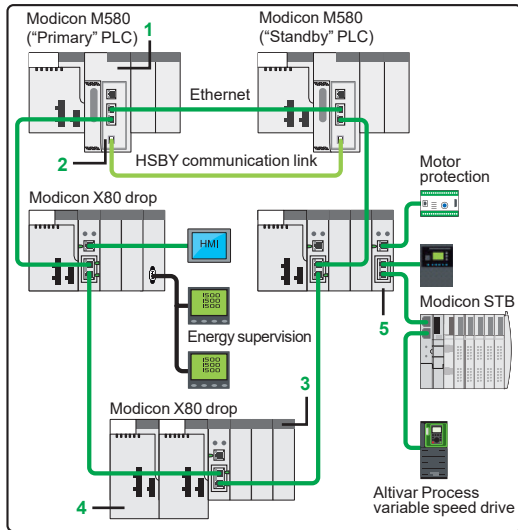 Modicon M580
("Primary" PLC)
1
Modicon M580
("Standby" PLC)
Ethernet
2
HSBY communication link
Modicon X80 drop
HMI
Motor
protection
1500
1500
1500
Energy supervision
1500
1500
1500
5
Modicon STB
Modicon X80 drop
3
4
Altivar Process
variable speed drive